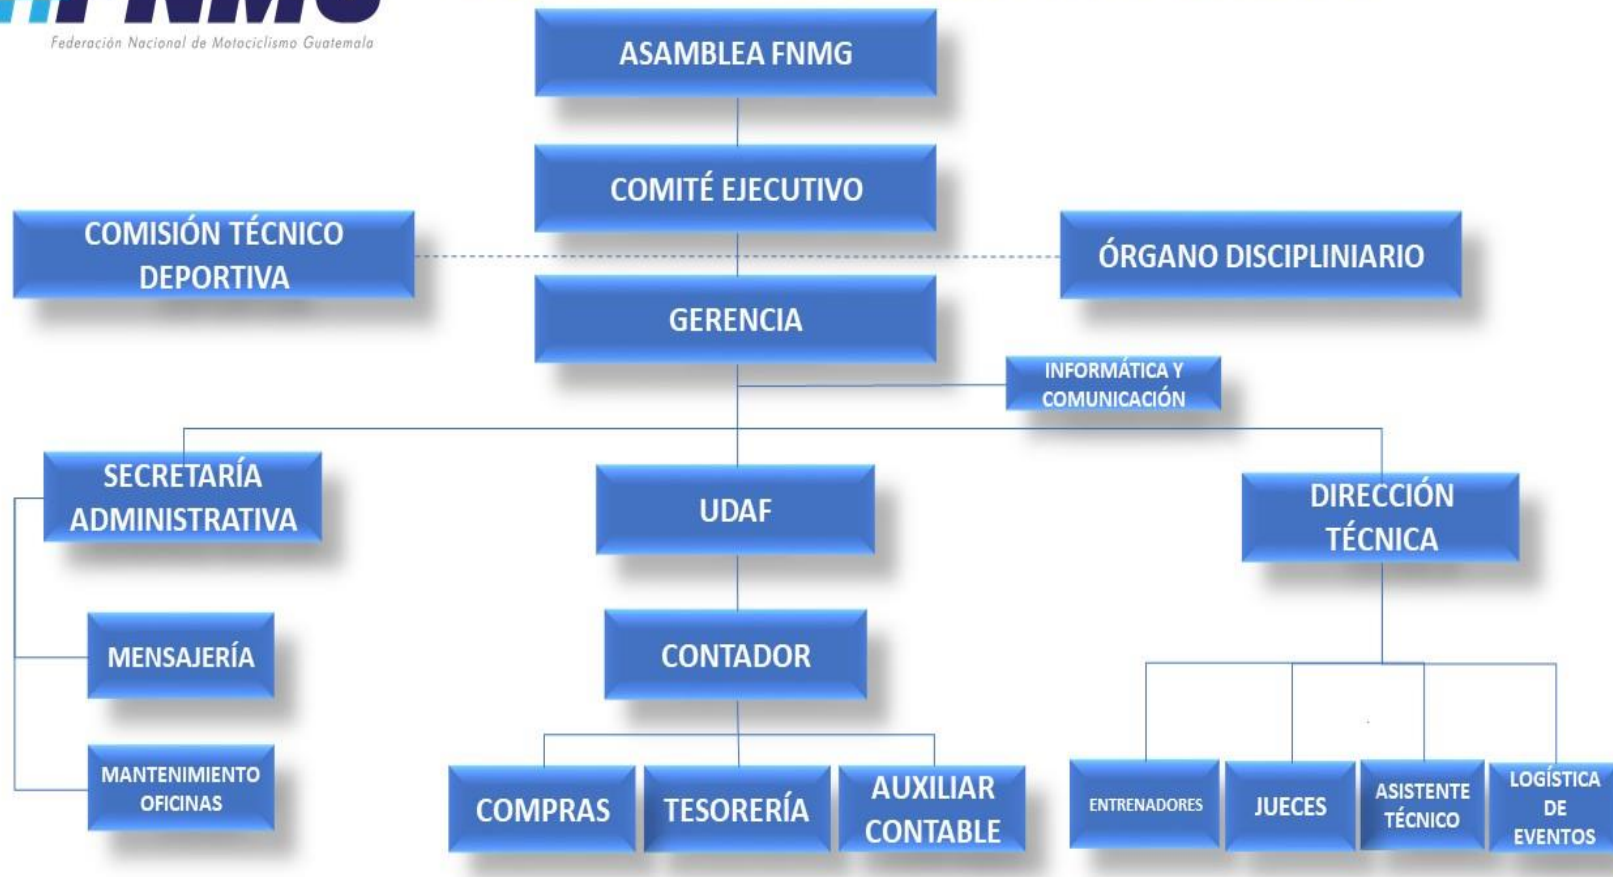 FNMG
Federación Nacional de Motociclismo Guatemala
ASAMBLEA FNMG
COMITÉ EJECUTIVO
COMISIÓN TÉCNICO
DEPORTIVA
ÓRGANO DISCIPLINIARIO
GERENCIA
INFORMÁTICA Y
COMUNICACIÓN
SECRETARÍA
ADMINISTRATIVA
UDAF
DIRECCIÓN
TÉCNICA
MENSAJERÍA
CONTADOR
MANTENIMIENTO
OFICINAS
COMPRAS
TESORERÍA
AUXILIAR
CONTABLE
ENTRENADORES
JUECES
ASISTENTE
TÉCNICO
LOGÍSTICA
DE
EVENTOS